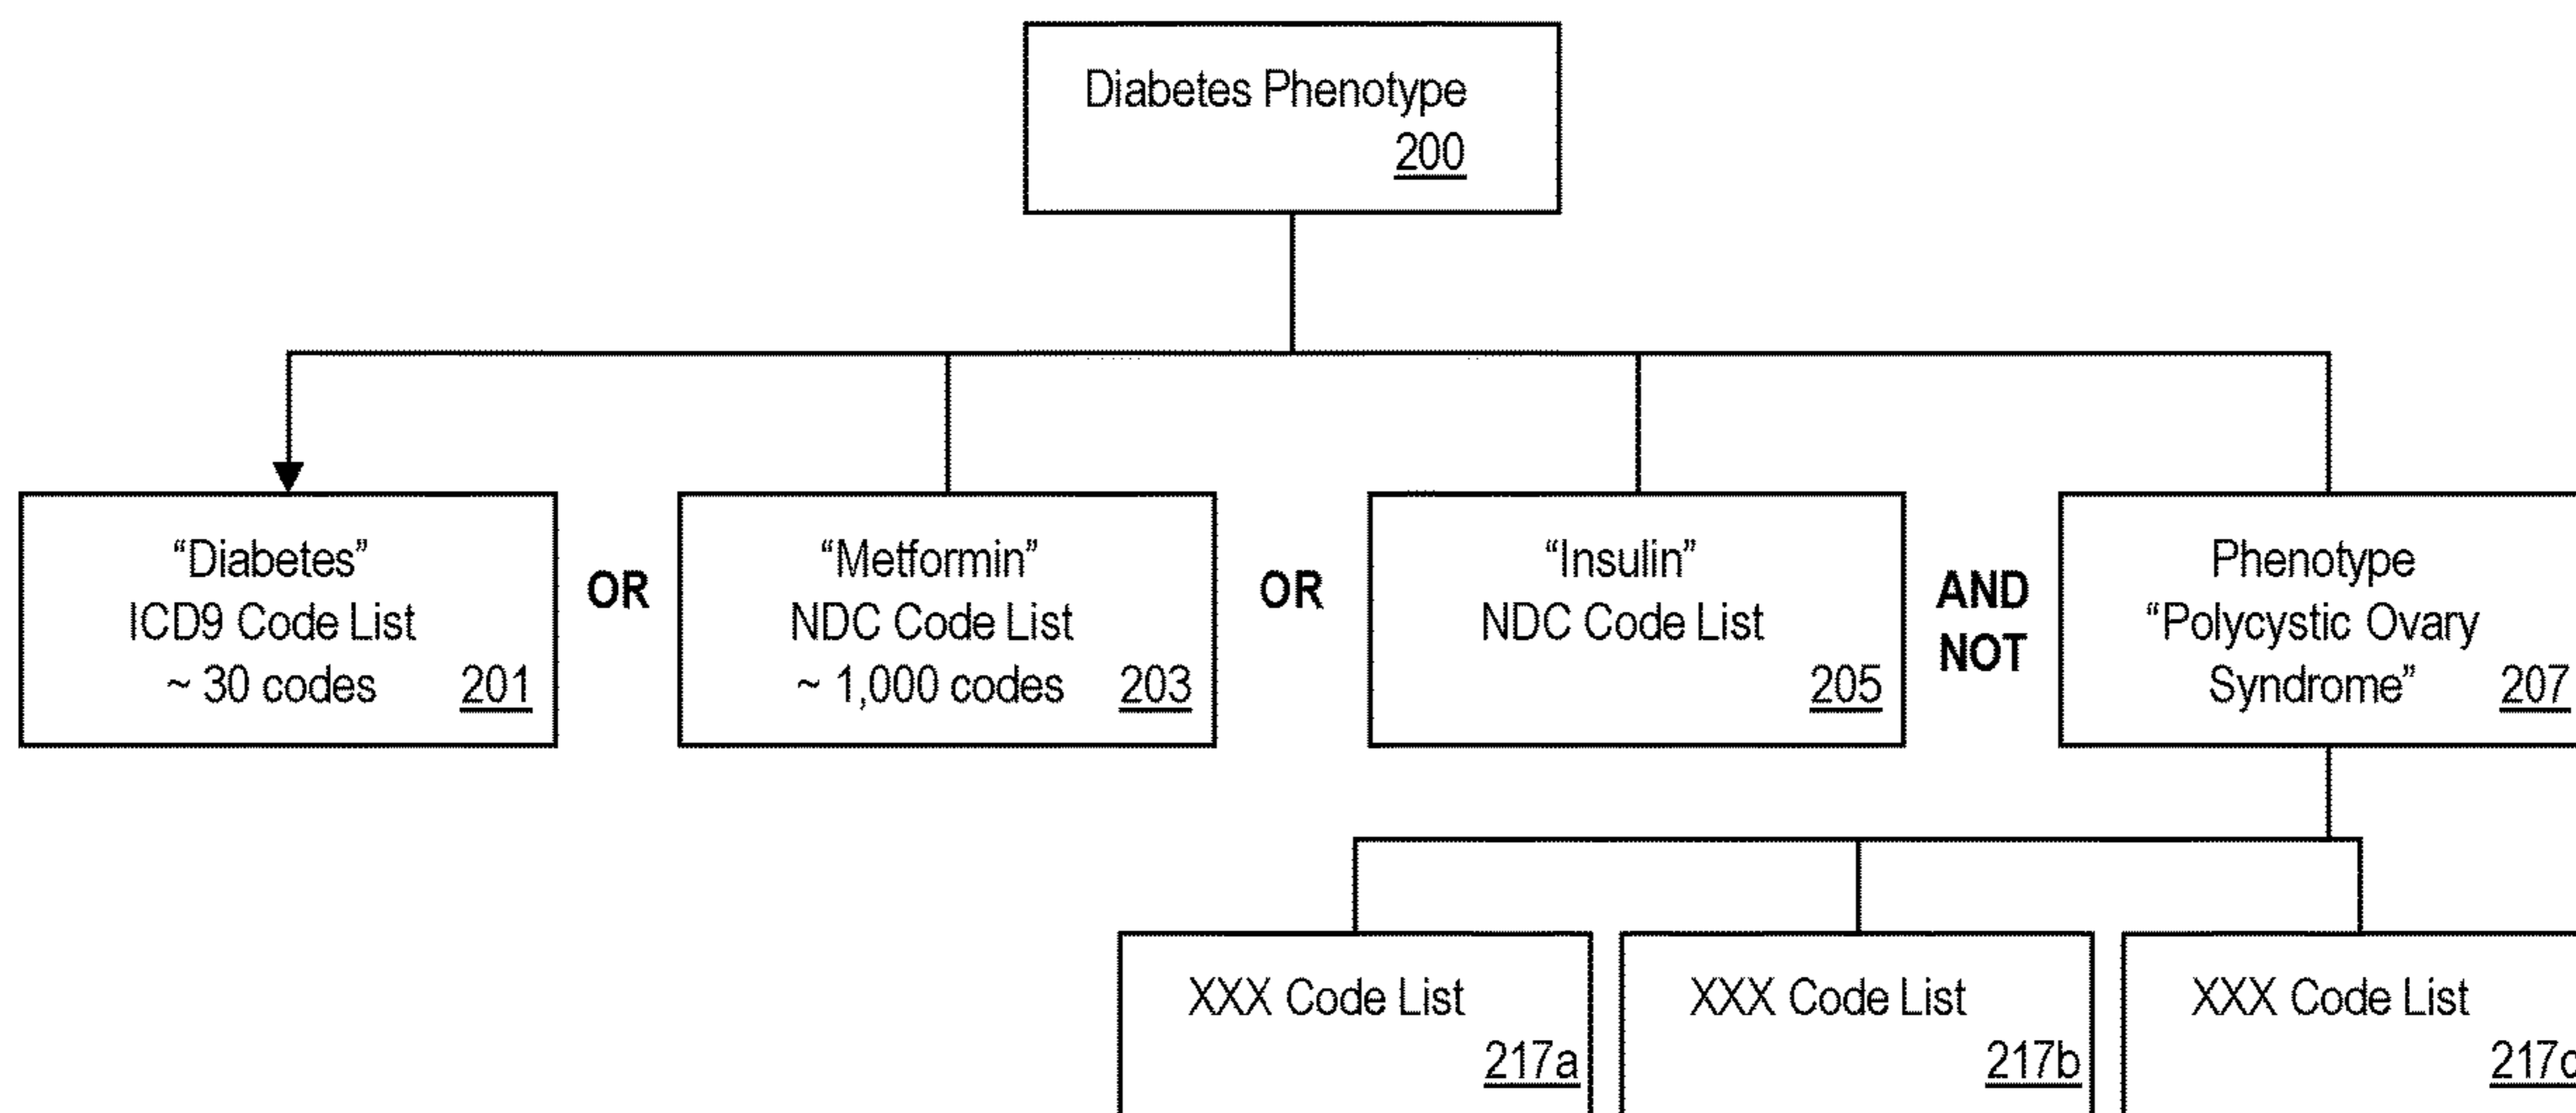 Diabetes Phenotype
200
“Diabetes”
ICD9 Code List
~ 30 codes 201
OR
“Metformin”
NDC Code List
~ 1,000 codes 203
OR
“Insulin”
NDC Code List
205
AND
NOT
Phenotype
“Polycystic Ovary
Syndrome” 207
XXX Code List
217a
XXX Code List
217b
XXX Code List
217c